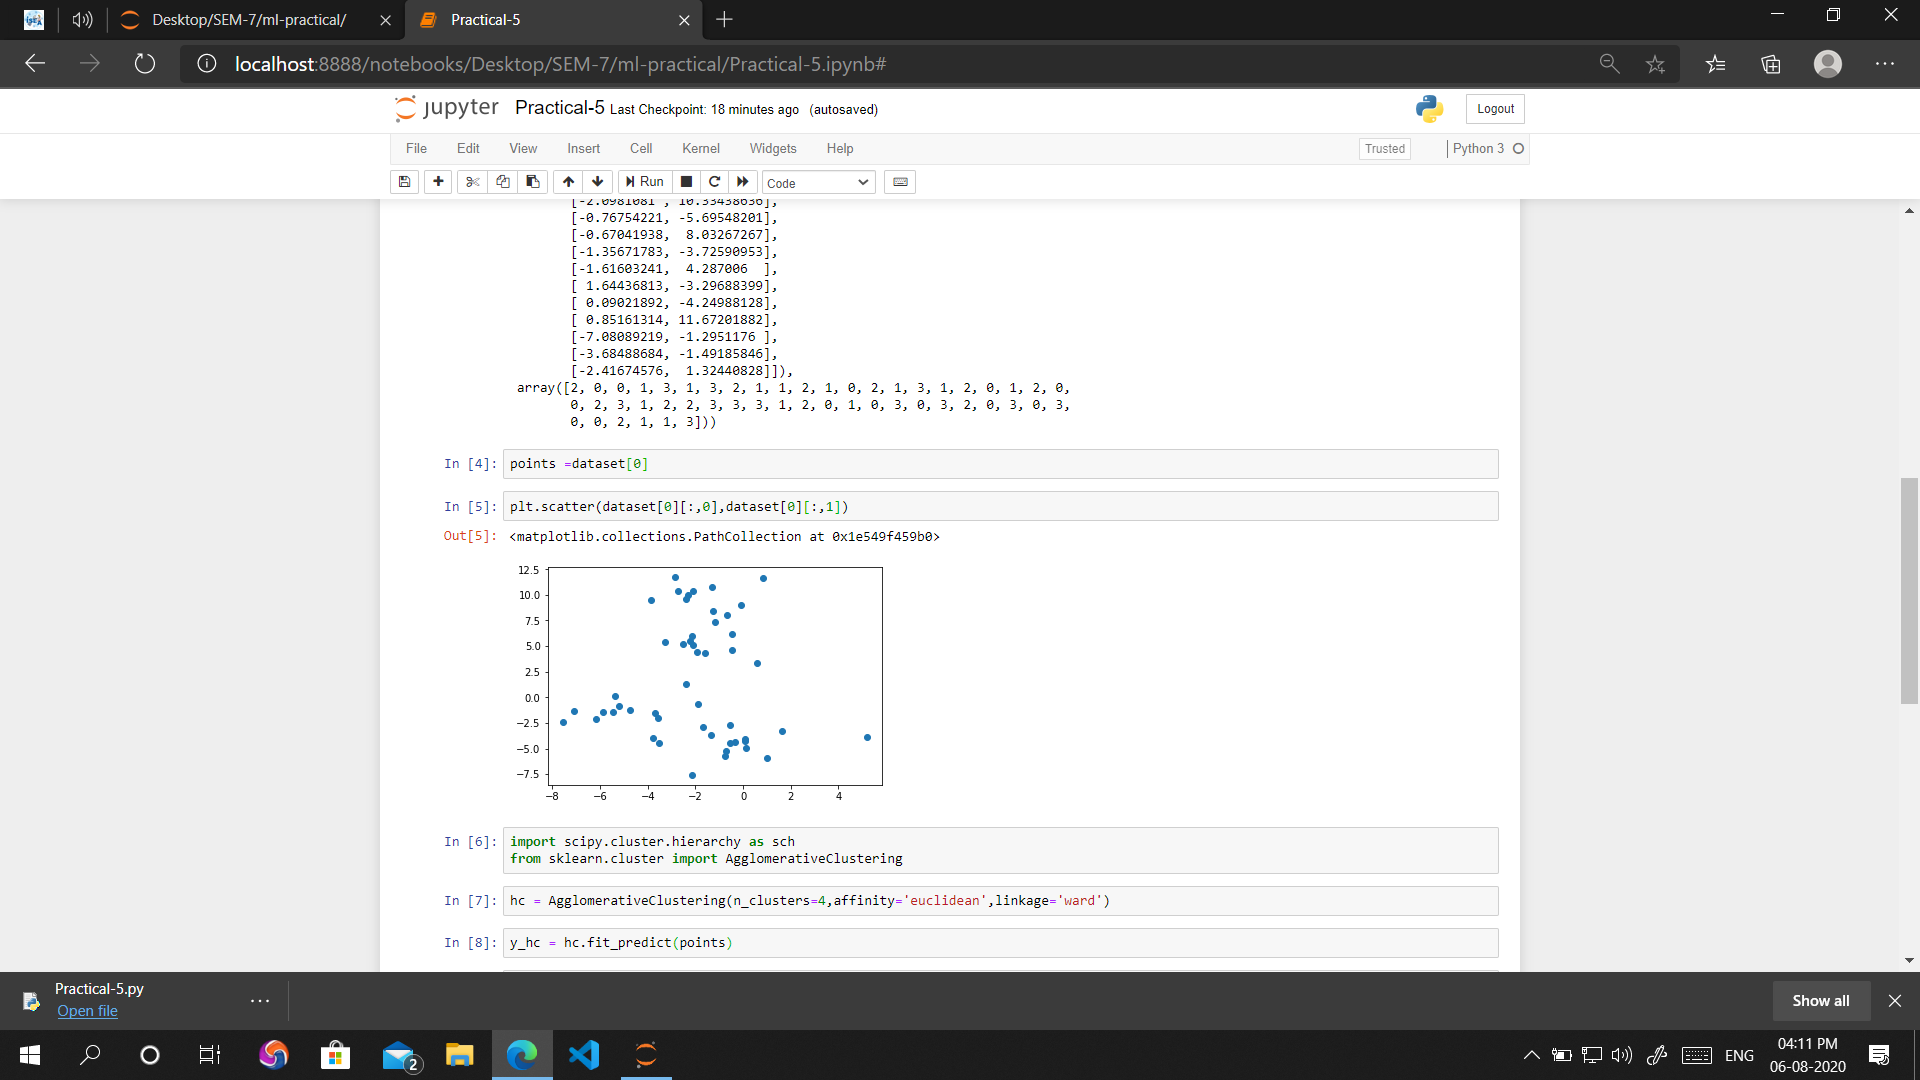 Desktop/SEM-7/ml-practical/
Practical-5
localhost:8888/notebooks/Desktop/SEM-7/ml-practical/Practical-5.ipynb#
jupyter Practical-5 Last Checkpoint: 18 minutes ago (autosaved)
Logout
File Edit View Insert Cell Kernel Widgets Help
Trusted
Python 3
Run
Code
[-2.0981081 , 10.33438636],
[-0.76754221, -5.69548201],
[-0.67041938,  8.03267267],
[-1.35671783, -3.72590953],
[-1.61603241,  4.287006  ],
[ 1.64436813, -3.29688399],
[ 0.09021892, -4.24988128],
[ 0.85161314, 11.67201882],
[-7.08089219, -1.2951176 ],
[-3.68488684, -1.49185846],
[-2.41674576,  1.32440828]]),
array([2, 0, 0, 1, 3, 1, 3, 2, 1, 1, 2, 1, 0, 2, 1, 3, 1, 2, 0, 1, 2, 0,
0, 2, 3, 1, 2, 2, 3, 3, 3, 1, 2, 0, 1, 0, 3, 0, 3, 2, 0, 3, 0, 3,
0, 0, 2, 1, 1, 3]))
In [4]: points =dataset[0]
In [5]: plt.scatter(dataset[0][:,0],dataset[0][:,1])
Out[5]: <matplotlib.collections.PathCollection at 0x1e549f459b0>
12.5
10.0
7.5
5.0
2.5
0.0
−2.5
−5.0
−7.5
−8 −6 −4 −2 0 2 4
In [6]: import scipy.cluster.hierarchy as sch
from sklearn.cluster import AgglomerativeClustering
In [7]: hc = AgglomerativeClustering(n_clusters=4,affinity='euclidean',linkage='ward')
In [8]: y_hc = hc.fit_predict(points)
Practical-5.py
Open file
Show all
2
ENG
04:11 PM
06-08-2020